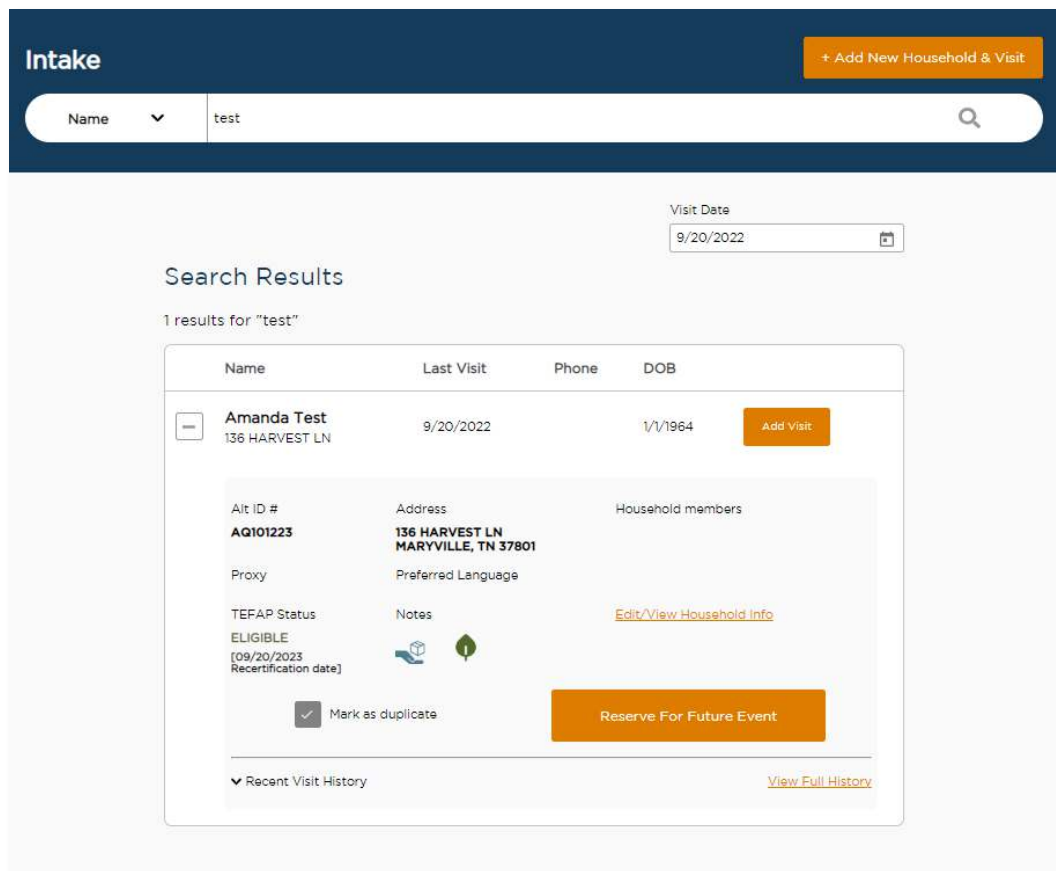 Intake
+ Add New Household & Visit
Name
test
Visit Date
9/20/2022
Search Results
1 results for "test"
Name Last Visit Phone DOB
Amanda Test 9/20/2022 1/1/1964 Add Visit
136 HARVEST LN
Alt ID # Address Household members
AQ101223 136 HARVEST LN
MARYVILLE, TN 37801
Proxy Preferred Language
TEFAP Status Notes Edit/View Household Info
ELIGIBLE
[09/20/2023
Recertification date]
Mark as duplicate Reserve For Future Event
Recent Visit History View Full History